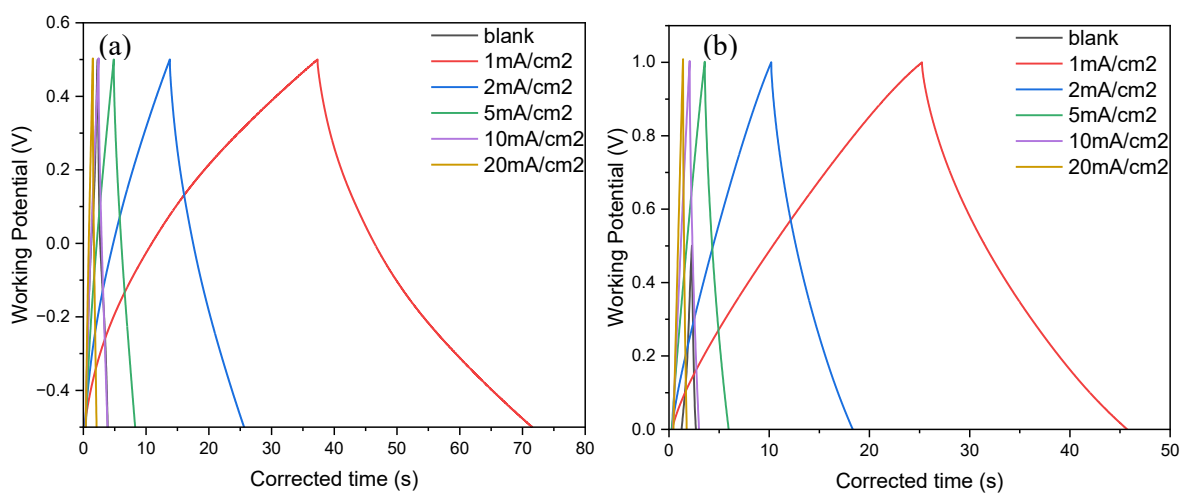 (a)
blank
1mA/cm2
2mA/cm2
5mA/cm2
10mA/cm2
20mA/cm2
0.6
0.4
0.2
0.0
−0.2
−0.4
Working Potential (V)
0 10 20 30 40 50 60 70 80
Corrected time (s)
(b)
blank
1mA/cm2
2mA/cm2
5mA/cm2
10mA/cm2
20mA/cm2
1.0
0.8
0.6
0.4
0.2
0.0
Working Potential (V)
0 10 20 30 40 50
Corrected time (s)